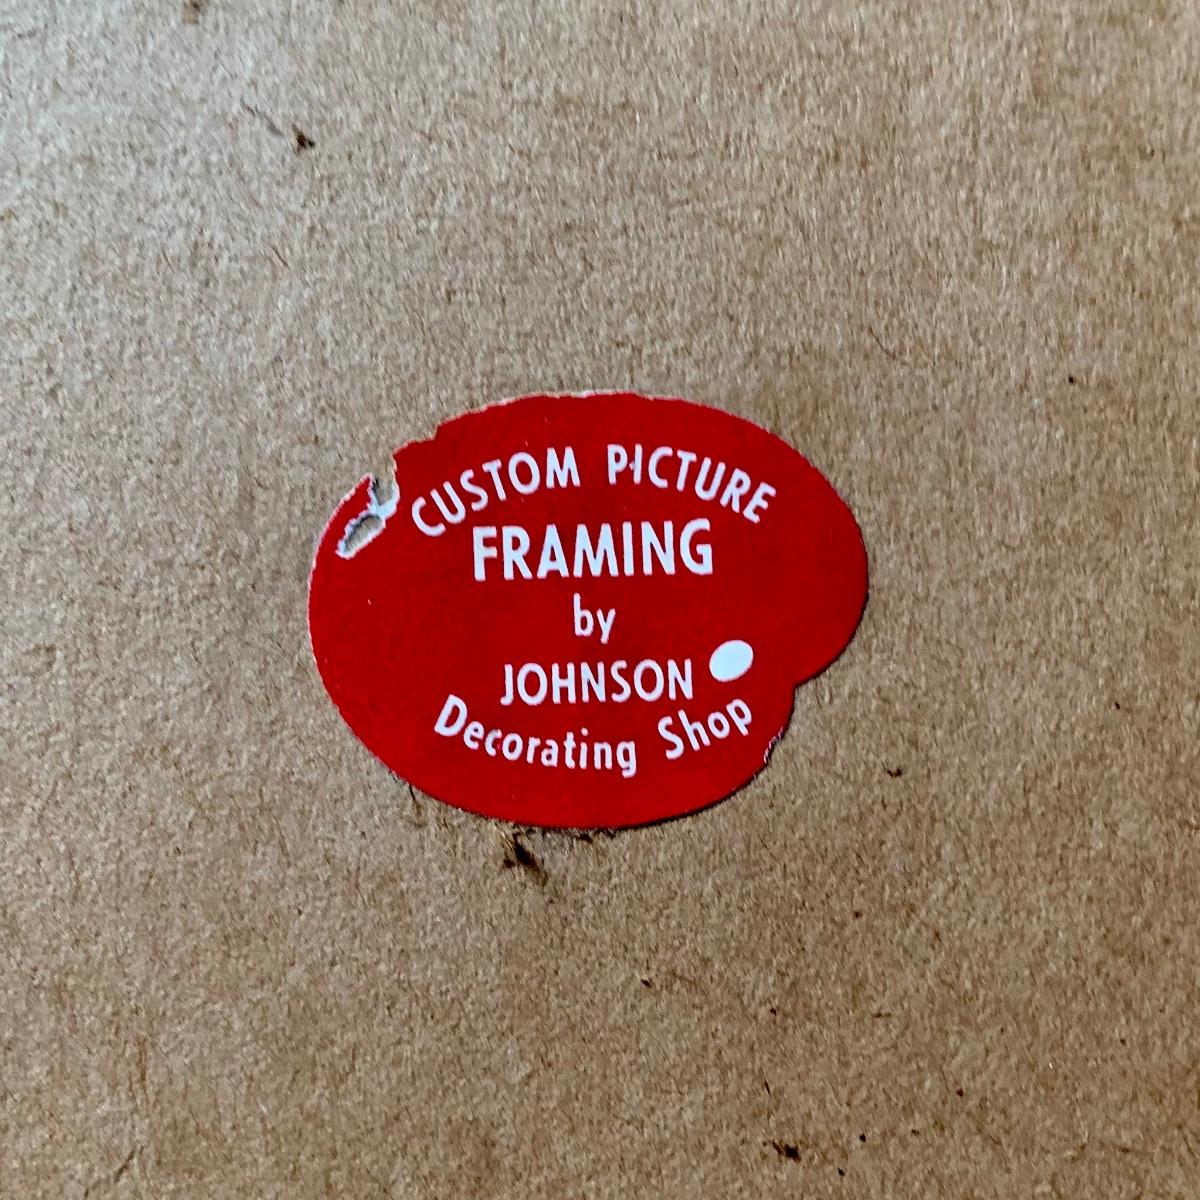 CUSTOM PICTURE
FRAMING
by
JOHNSON
Decorating Shop